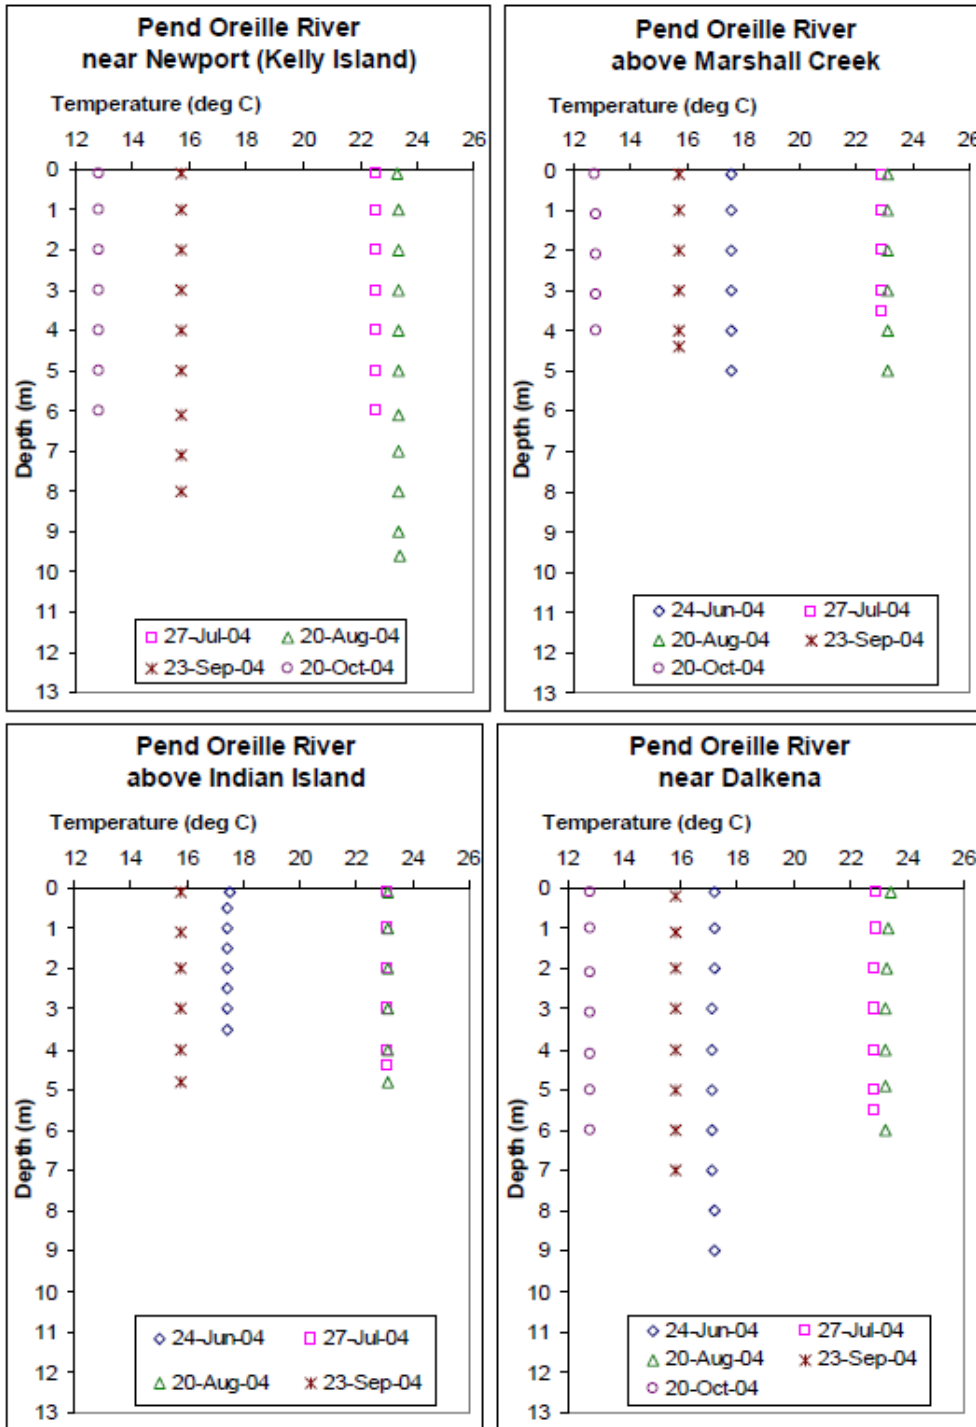 Pend Oreille River
near Newport (Kelly Island)
Temperature (deg C)
12 14 16 18 20 22 24 26
0
1
2
3
4
5
6
7
8
9
10
11
12
13
Depth (m)
27-Jul-04 20-Aug-04
23-Sep-04 20-Oct-04
Pend Oreille River
above Marshall Creek
Temperature (deg C)
12 14 16 18 20 22 24 26
0
1
2
3
4
5
6
7
8
9
10
11
12
13
Depth (m)
24-Jun-04 27-Jul-04
20-Aug-04 23-Sep-04
20-Oct-04
Pend Oreille River
above Indian Island
Temperature (deg C)
12 14 16 18 20 22 24 26
0
1
2
3
4
5
6
7
8
9
10
11
12
13
Depth (m)
24-Jun-04 27-Jul-04
20-Aug-04 23-Sep-04
Pend Oreille River
near Dalkena
Temperature (deg C)
12 14 16 18 20 22 24 26
0
1
2
3
4
5
6
7
8
9
10
11
12
13
Depth (m)
24-Jun-04 27-Jul-04
20-Aug-04 23-Sep-04
20-Oct-04